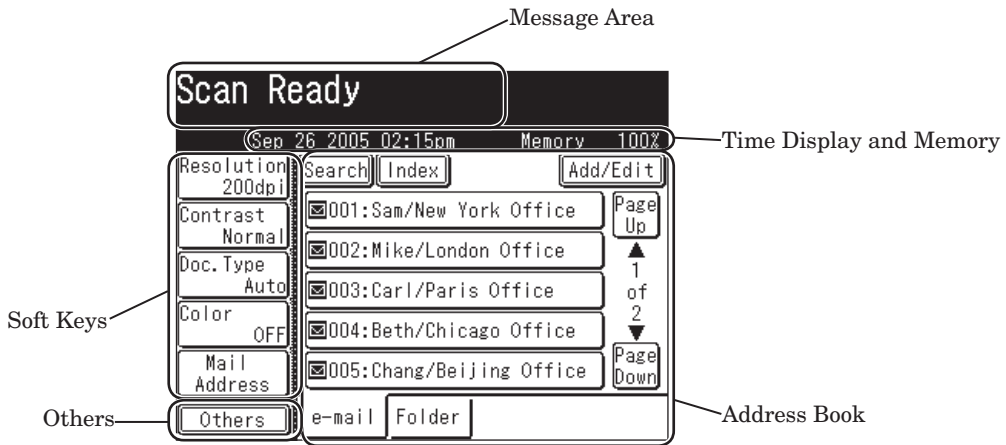 Message Area
Scan Ready
Sep 26 2005 02:15pm Memory 100%
Time Display and Memory
Resolution
200dpi
Contrast
Normal
Doc.Type
Auto
Color
OFF
Mail
Address
Soft Keys
Others
Others
Search Index Add/Edit
001:Sam/New York Office
002:Mike/London Office
003:Carl/Paris Office
004:Beth/Chicago Office
005:Chang/Beijing Office
Page
Up
1
of
2
Page
Down
e-mail Folder
Address Book